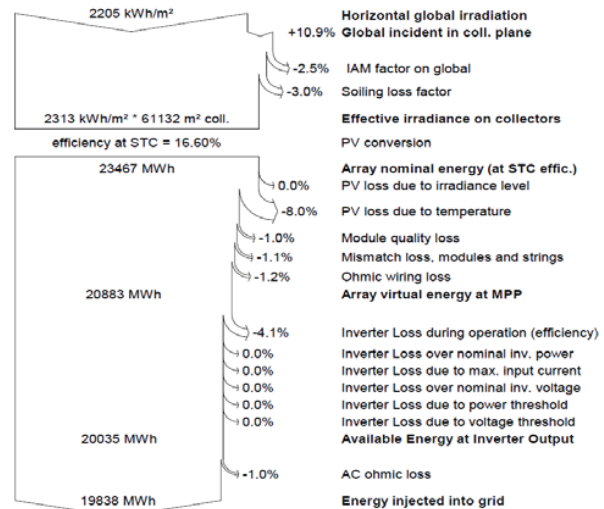 2205 kWh/m² Horizontal global irradiation
+10.9% Global incident in coll. plane
-2.5% IAM factor on global
-3.0% Soiling loss factor
2313 kWh/m² * 61132 m² coll. Effective irradiance on collectors
efficiency at STC = 16.60% PV conversion
23467 MWh Array nominal energy (at STC effic.)
0.0% PV loss due to irradiance level
-8.0% PV loss due to temperature
-1.0% Module quality loss
-1.1% Mismatch loss, modules and strings
-1.2% Ohmic wiring loss
20883 MWh Array virtual energy at MPP
-4.1% Inverter Loss during operation (efficiency)
0.0% Inverter Loss over nominal inv. power
0.0% Inverter Loss due to max. input current
0.0% Inverter Loss over nominal inv. voltage
0.0% Inverter Loss due to power threshold
0.0% Inverter Loss due to voltage threshold
20035 MWh Available Energy at Inverter Output
-1.0% AC ohmic loss
19838 MWh Energy injected into grid